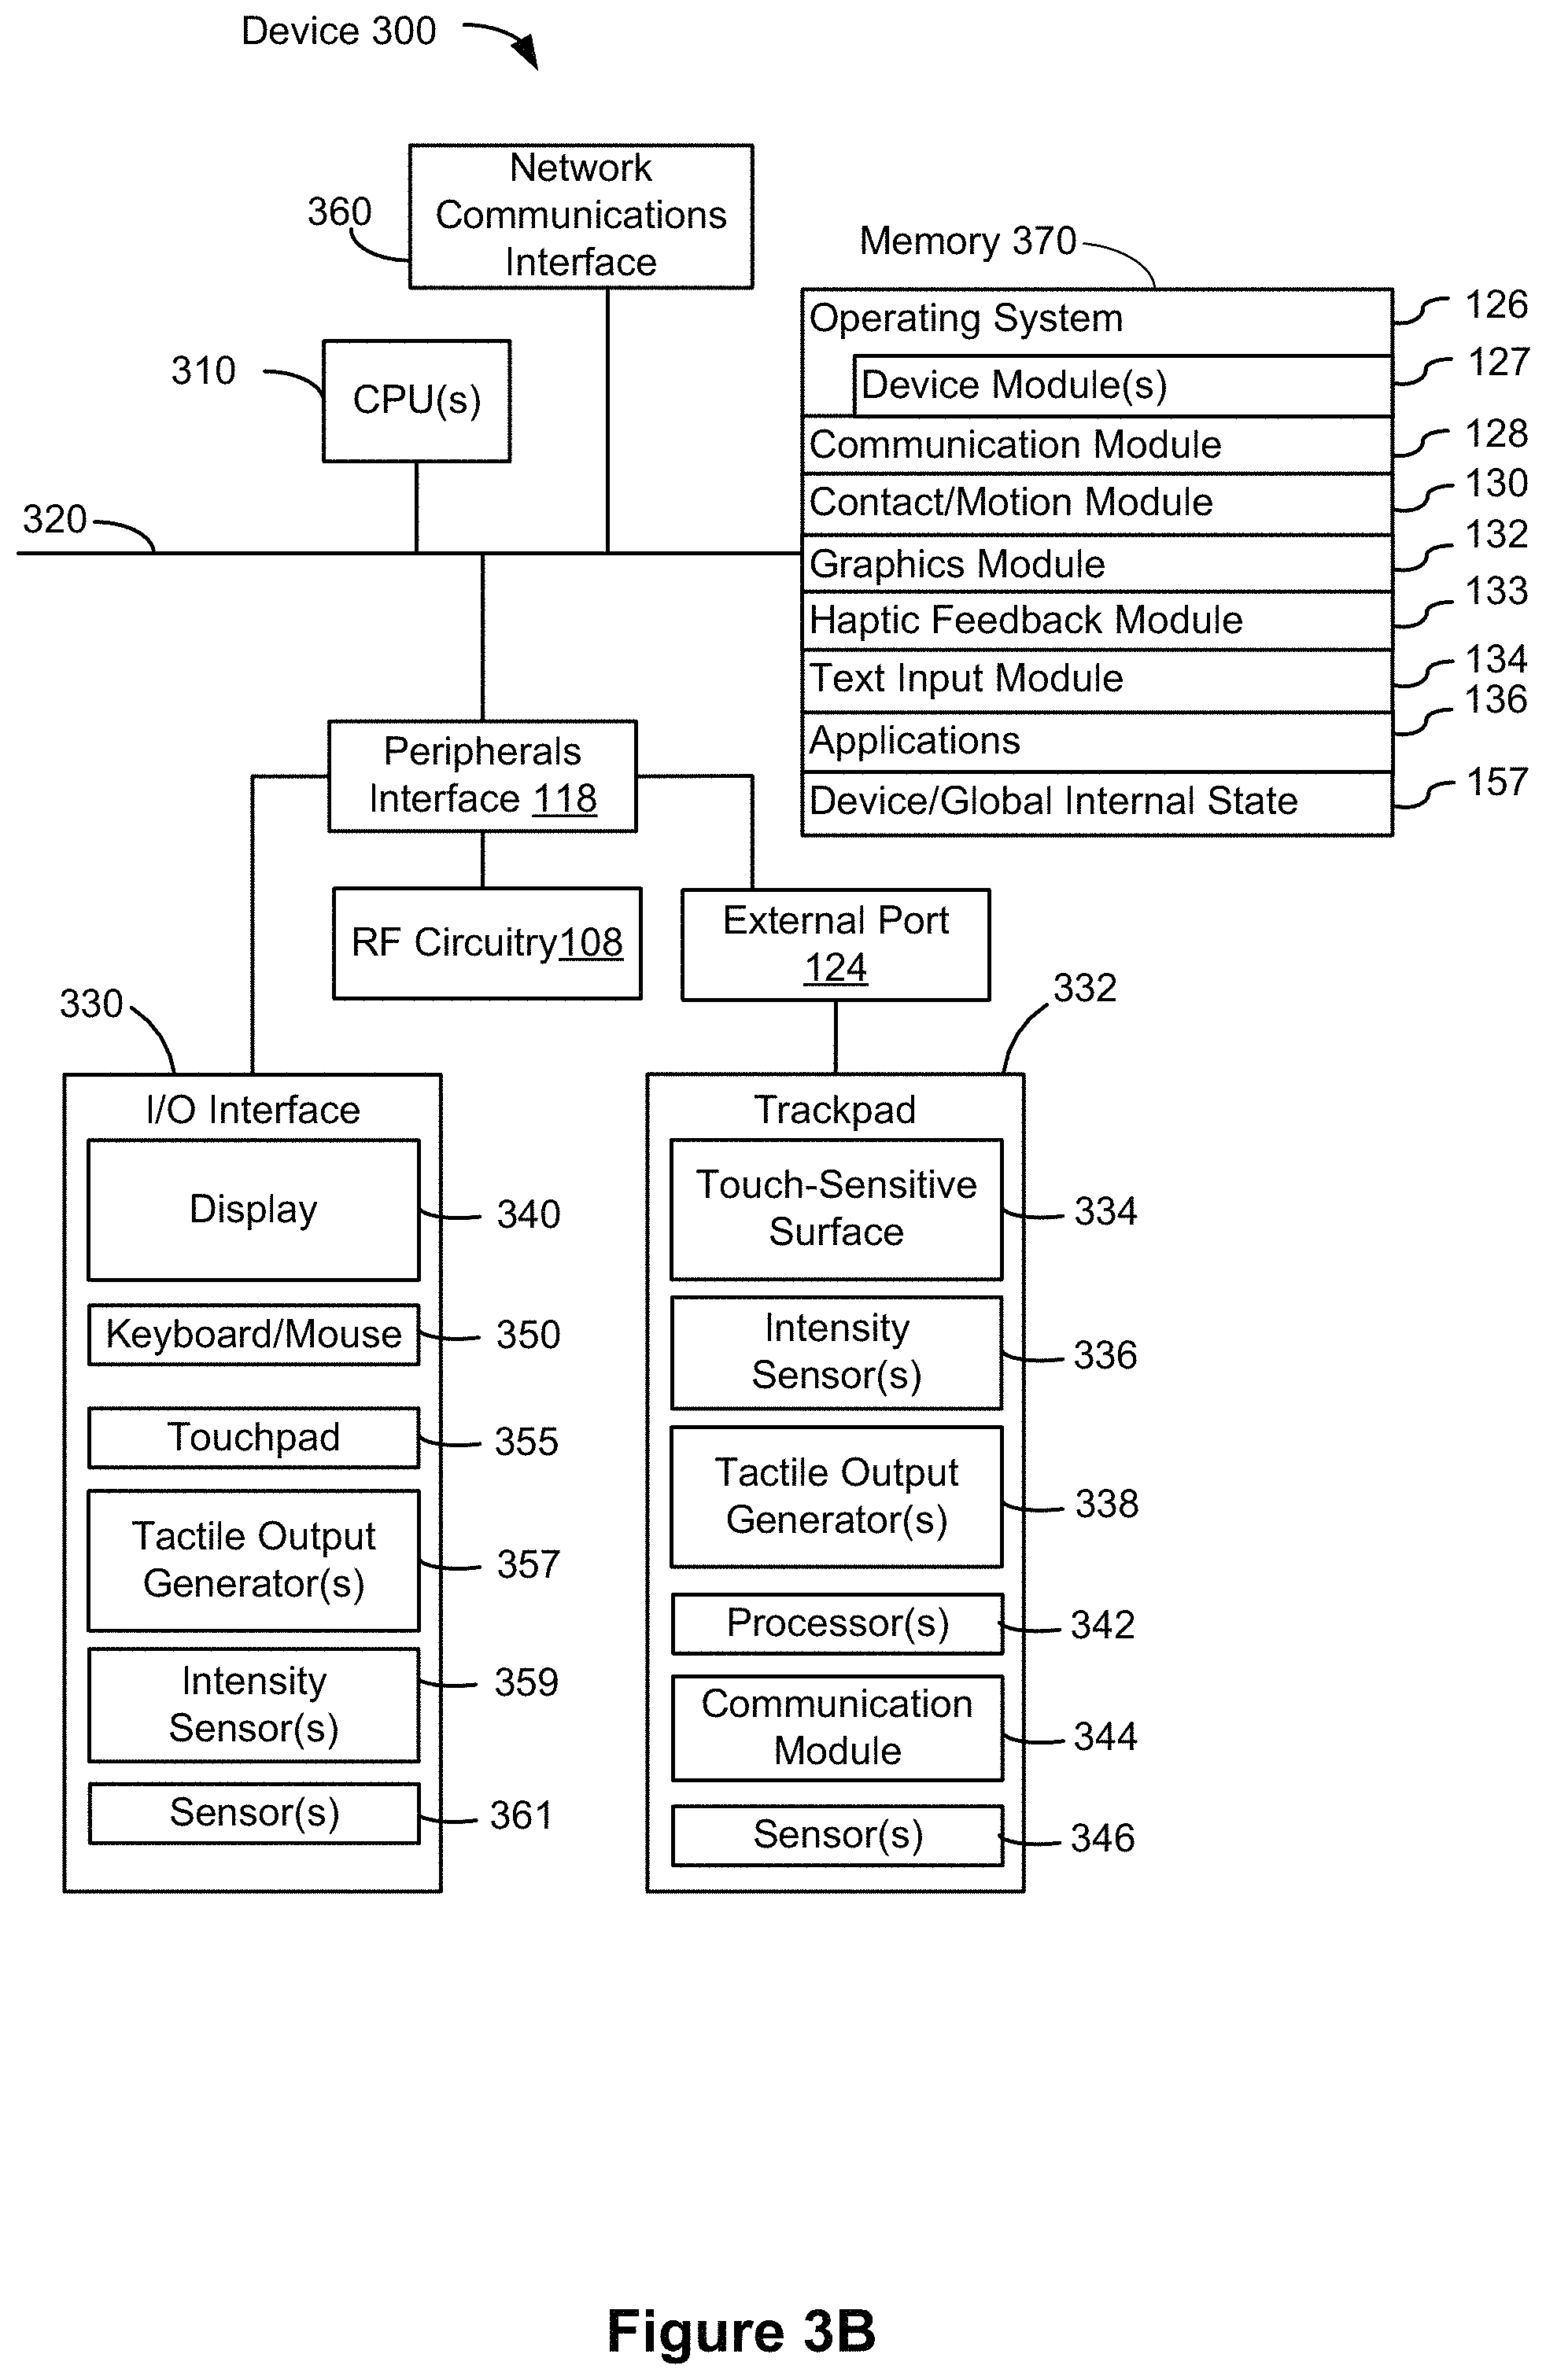 Device 300
Network
Communications
Interface
360
CPU(s)
310
320
Memory 370
Operating System
126
Device Module(s)
127
Communication Module
128
Contact/Motion Module
130
Graphics Module
132
Haptic Feedback Module
133
Text Input Module
134
Applications
136
Device/Global Internal State
157
Peripherals
Interface 118
RF Circuitry108
External Port
124
330
I/O Interface
Display
340
Keyboard/Mouse
350
Touchpad
355
Tactile Output
Generator(s)
357
Intensity
Sensor(s)
359
Sensor(s)
361
332
Trackpad
Touch-Sensitive
Surface
334
Intensity
Sensor(s)
336
Tactile Output
Generator(s)
338
Processor(s)
342
Communication
Module
344
Sensor(s)
346
Figure 3B